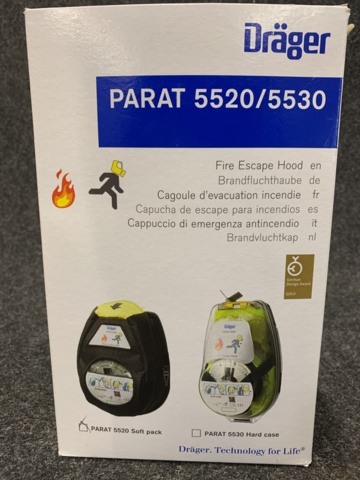 Dräger
PARAT 5520/5530
Fire Escape Hood en
Brandfluchthaube de
Cagoule d'evacuation incendie fr
Capucha de escape para incendios es
Cappuccio di emergenza antincendio it
Brandvluchtkap nl
Dräger
Dräger
PARAT 5520 Soft pack
PARAT 5530 Hard case
Dräger. Technology for Life®